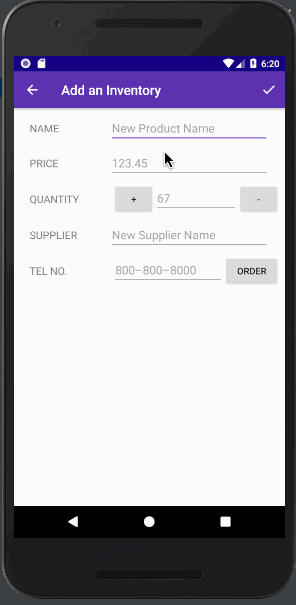 6:20
Add an Inventory
NAME New Product Name
PRICE 123.45
QUANTITY + 67 -
SUPPLIER New Supplier Name
TEL NO. 800–800–8000 ORDER